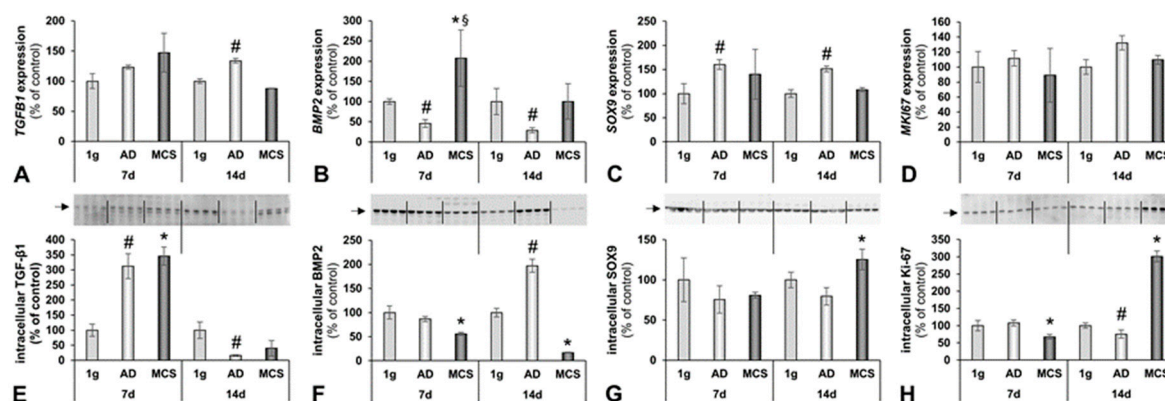 TGFB1 expression
(% of control)
200
150
100
50
0
1g AD MCS 1g AD MCS
7d 14d
#
A
BMP2 expression
(% of control)
300
250
200
150
100
50
0
1g AD MCS 1g AD MCS
7d 14d
# *§ #
B
SOX9 expression
(% of control)
250
200
150
100
50
0
1g AD MCS 1g AD MCS
7d 14d
# #
C
MKI67 expression
(% of control)
160
140
120
100
80
60
40
20
0
1g AD MCS 1g AD MCS
7d 14d
D
intracellular TGF-β1
(% of control)
400
350
300
250
200
150
100
50
0
1g AD MCS 1g AD MCS
7d 14d
# * #
E
intracellular BMP2
(% of control)
250
200
150
100
50
0
1g AD MCS 1g AD MCS
7d 14d
* # *
F
intracellular SOX9
(% of control)
150
100
50
0
1g AD MCS 1g AD MCS
7d 14d
*
G
intracellular Ki-67
(% of control)
350
300
250
200
150
100
50
0
1g AD MCS 1g AD MCS
7d 14d
* # *
H